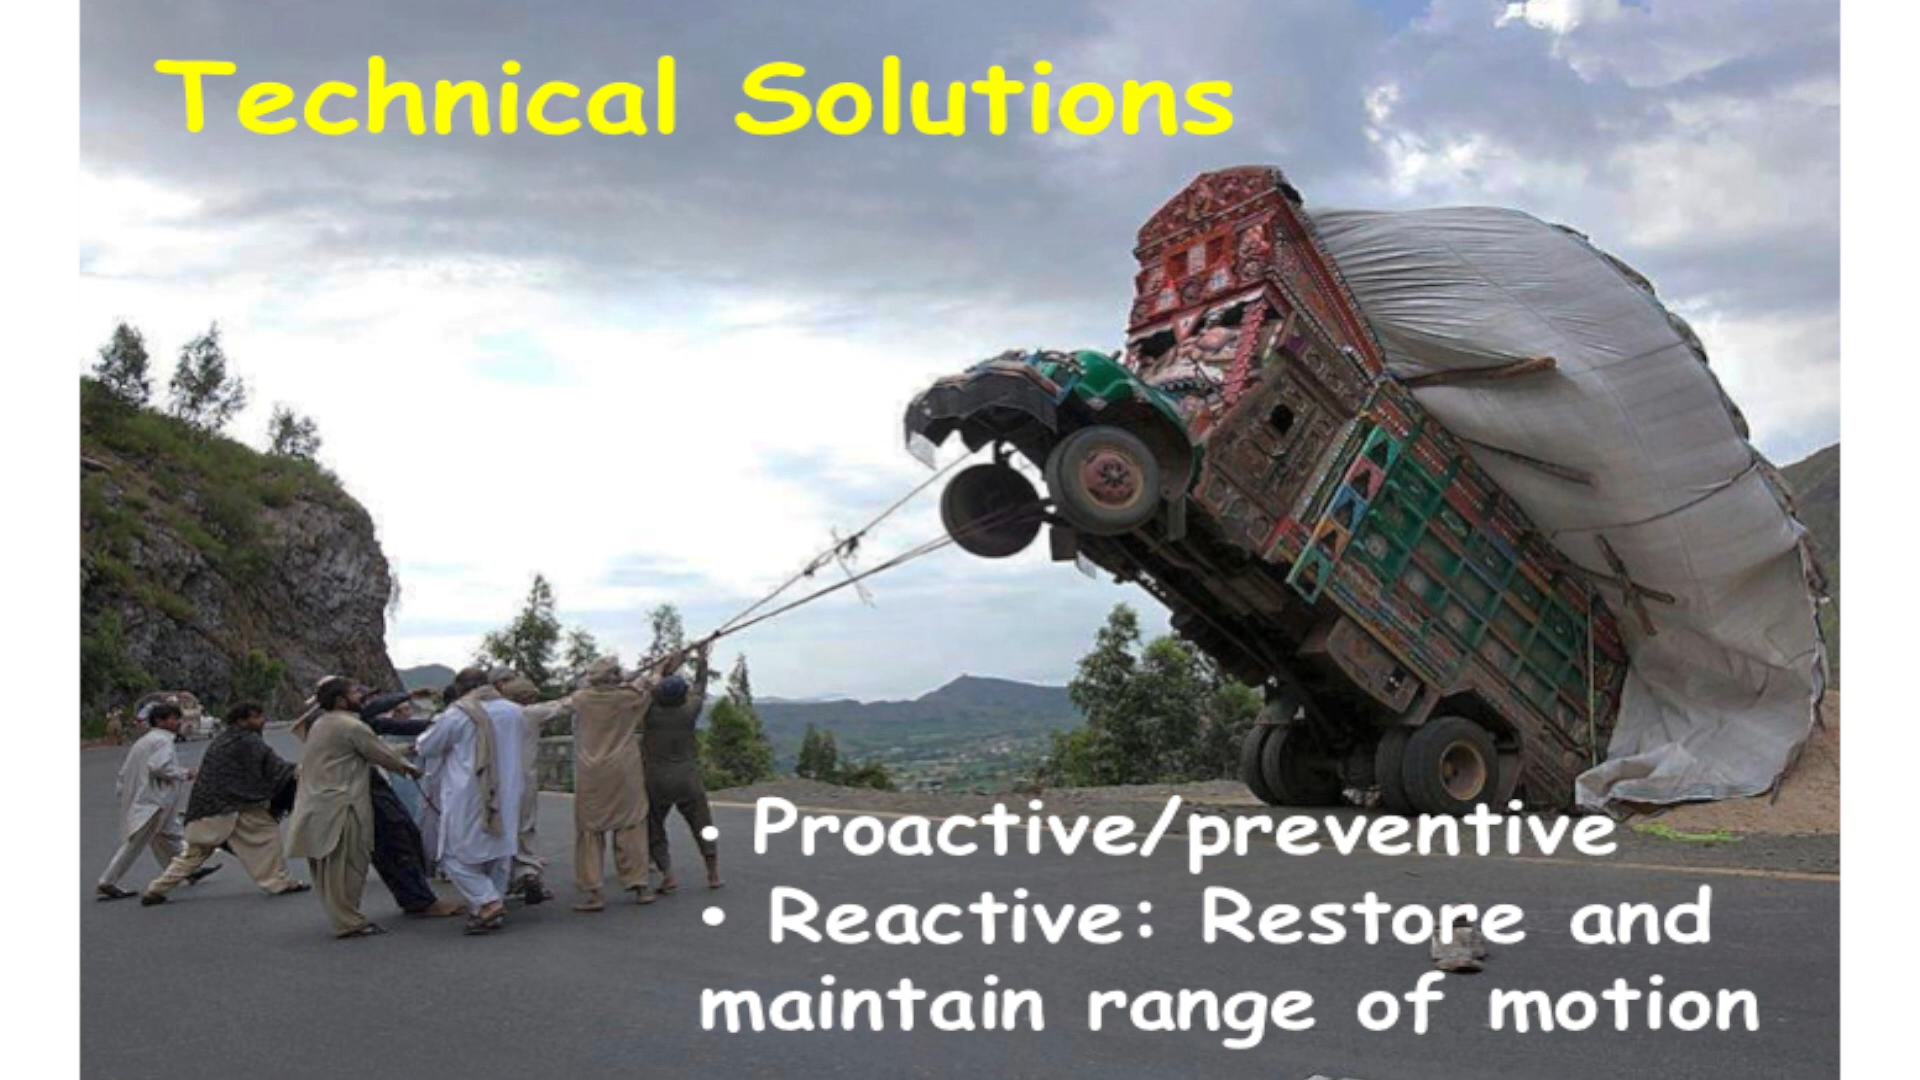 Technical Solutions
• Proactive/preventive
• Reactive: Restore and
maintain range of motion